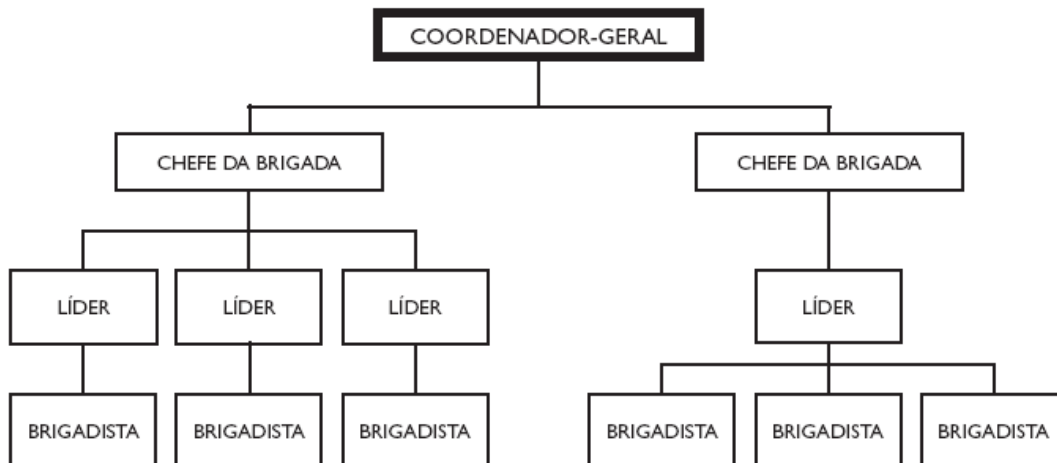 COORDENADOR-GERAL
CHEFE DA BRIGADA
CHEFE DA BRIGADA
LÍDER
LÍDER
LÍDER
LÍDER
BRIGADISTA
BRIGADISTA
BRIGADISTA
BRIGADISTA
BRIGADISTA
BRIGADISTA